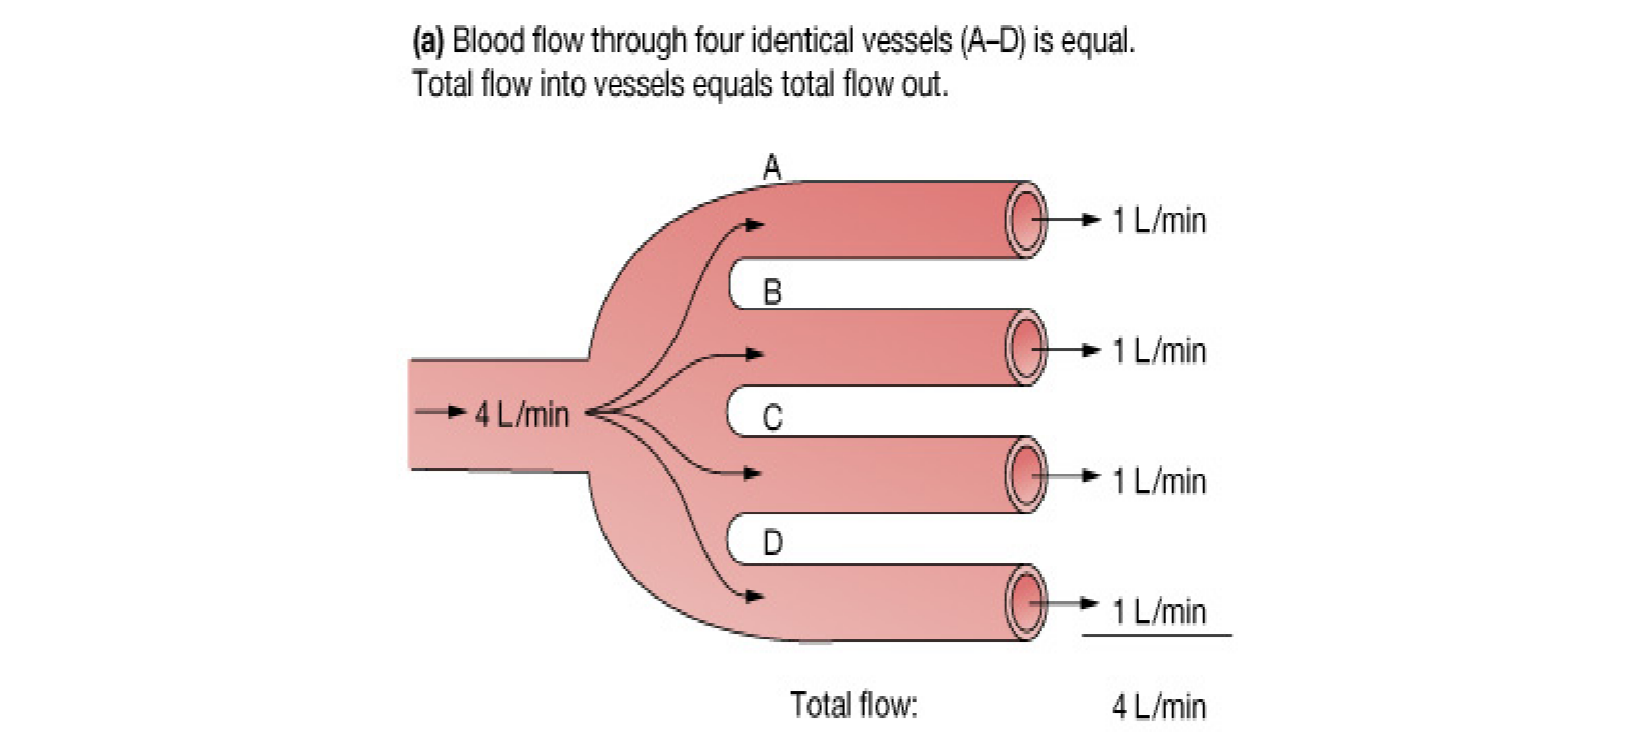 (a) Blood flow through four identical vessels (A–D) is equal.
Total flow into vessels equals total flow out.
A
1 L/min
B
1 L/min
4 L/min
C
1 L/min
D
1 L/min
Total flow: 4 L/min